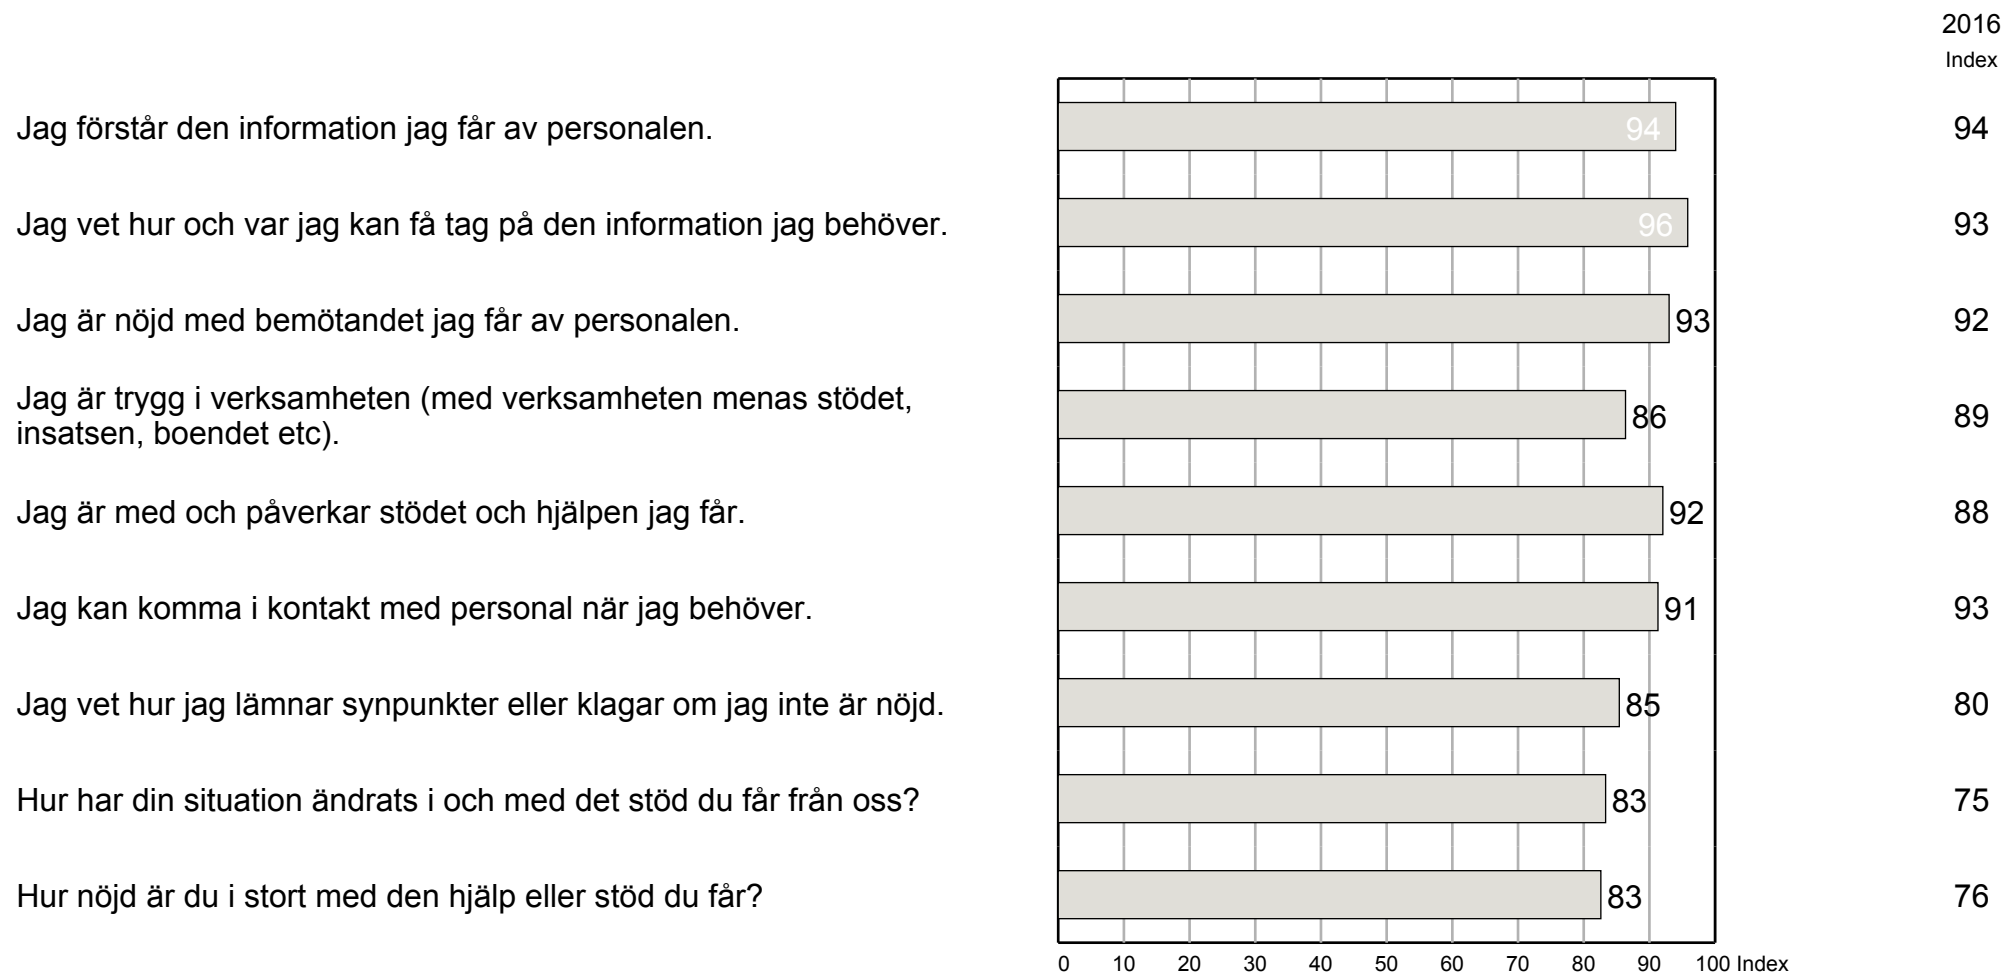 2016
Index
Jag förstår den information jag får av personalen. 94 94
Jag vet hur och var jag kan få tag på den information jag behöver. 96 93
Jag är nöjd med bemötandet jag får av personalen. 93 92
Jag är trygg i verksamheten (med verksamheten menas stödet,
insatsen, boendet etc). 86 89
Jag är med och påverkar stödet och hjälpen jag får. 92 88
Jag kan komma i kontakt med personal när jag behöver. 91 93
Jag vet hur jag lämnar synpunkter eller klagar om jag inte är nöjd. 85 80
Hur har din situation ändrats i och med det stöd du får från oss? 83 75
Hur nöjd är du i stort med den hjälp eller stöd du får? 83 76
0 10 20 30 40 50 60 70 80 90 100 Index